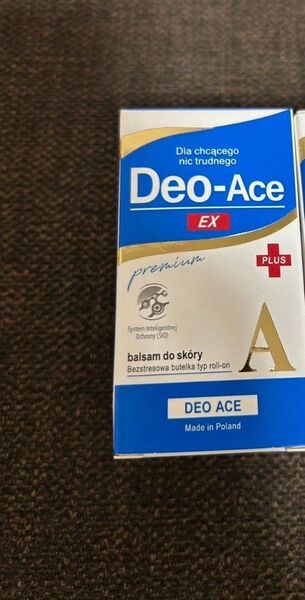 Dla chcącego
nic trudnego
Deo-Ace
EX
premium
PLUS
System Inteligentnej
Ochrony (SIO)
A
balsam do skóry
Bezstresowa butelka typ roll-on
DEO ACE
Made in Poland